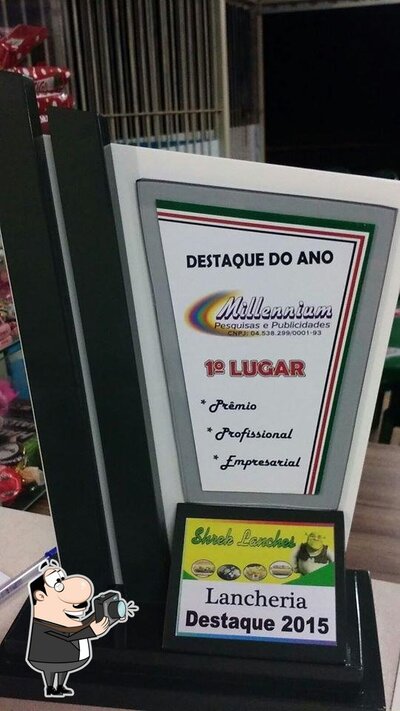 DESTAQUE DO ANO
Millennium
Pesquisas e Publicidades
CNPJ: 04.538.299/0001-93
1º LUGAR
* Prêmio
* Profissional
* Empresarial
Shrek Lanches
Lancheria
Destaque 2015